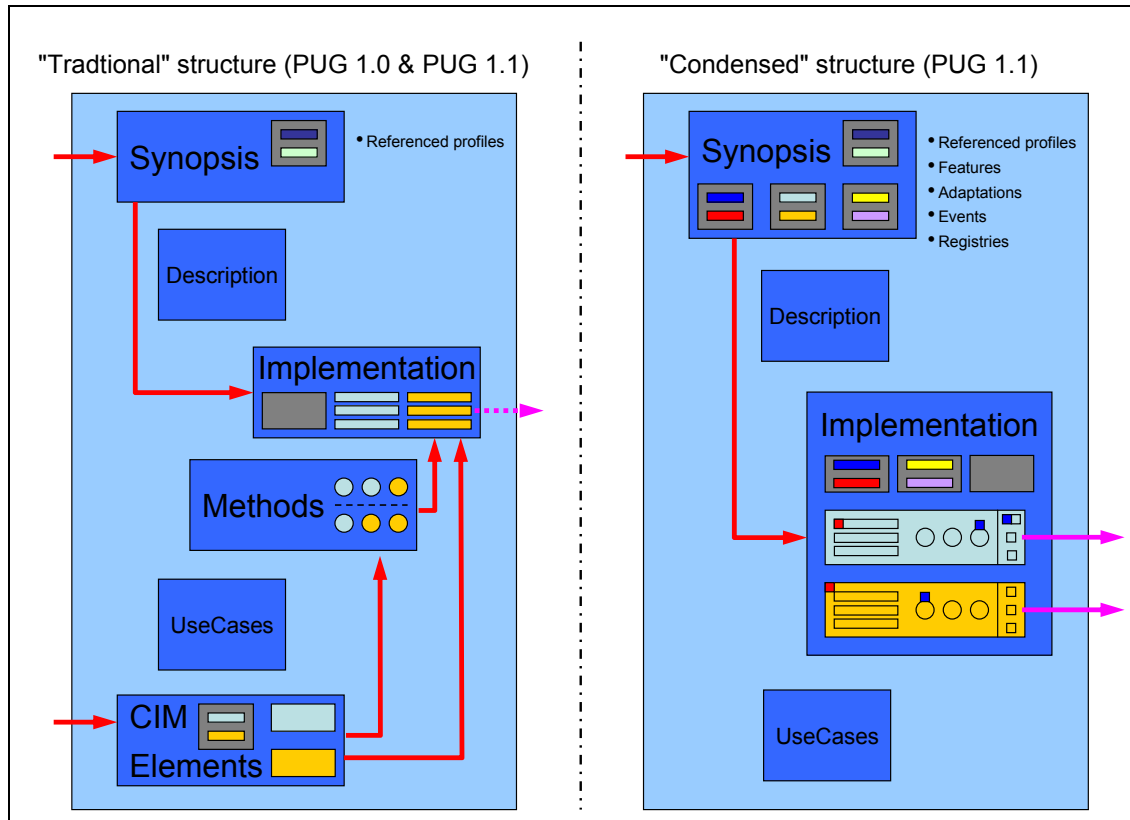 "Tradtional" structure (PUG 1.0 & PUG 1.1)
Synopsis
• Referenced profiles
Description
Implementation
Methods
UseCases
CIM
Elements
"Condensed" structure (PUG 1.1)
Synopsis
• Referenced profiles
• Features
• Adaptations
• Events
• Registries
Description
Implementation
UseCases